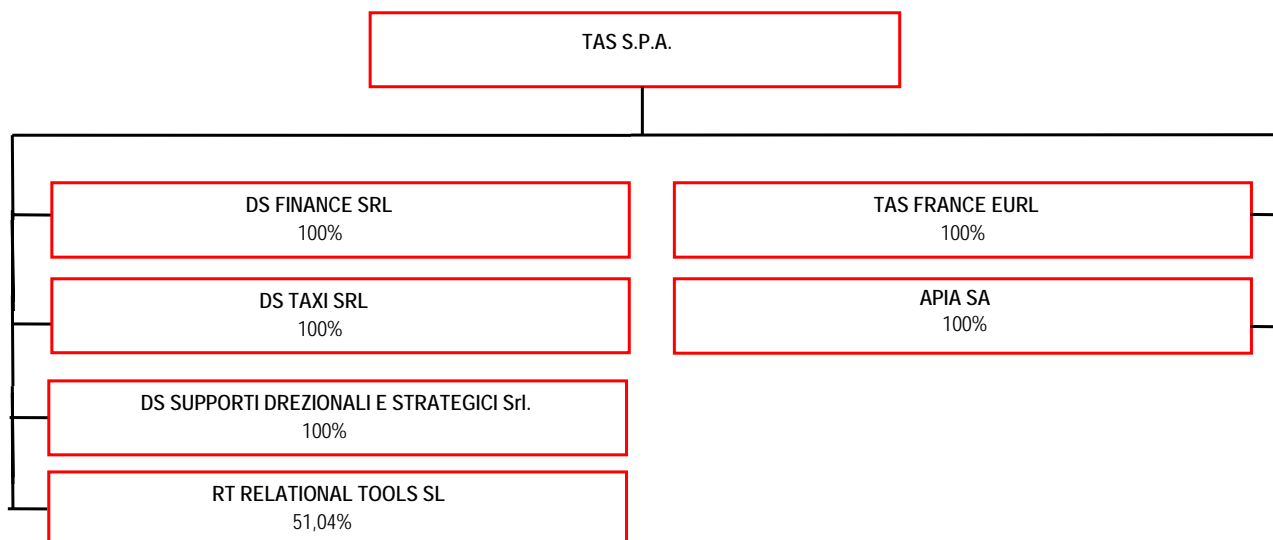 TAS S.P.A.
DS FINANCE SRL
100%
TAS FRANCE EURL
100%
DS TAXI SRL
100%
APIA SA
100%
DS SUPPORTI DREZIONALI E STRATEGICI Srl.
100%
RT RELATIONAL TOOLS SL
51,04%